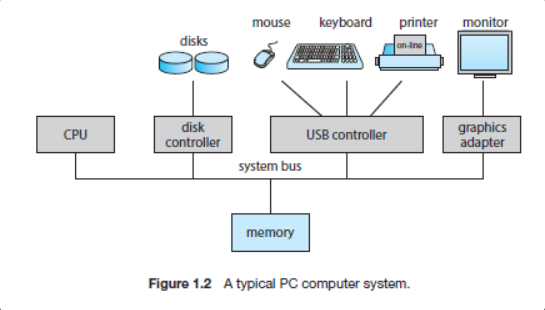 mouse keyboard printer monitor
disks
on-line
CPU
disk
controller
USB controller
graphics
adapter
system bus
memory
Figure 1.2 A typical PC computer system.